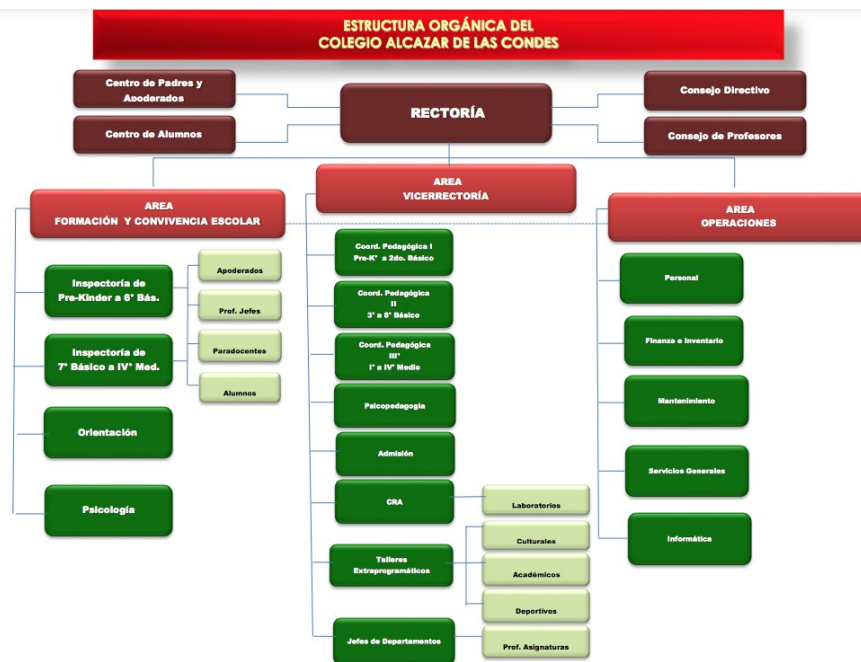 ESTRUCTURA ORGÁNICA DEL
COLEGIO ALCAZAR DE LAS CONDES
Centro de Padres y
Apoderados
Centro de Alumnos
RECTORÍA
Consejo Directivo
Consejo de Profesores
AREA
FORMACIÓN Y CONVIVENCIA ESCOLAR
Inspectoría de
Pre-Kinder a 6° Bás.
Inspectoría de
7° Básico a IV° Med.
Orientación
Psicología
Apoderados
Prof. Jefes
Paradocentes
Alumnos
AREA
VICERRECTORÍA
Coord. Pedagógica I
Pre-K° a 2do. Básico
Coord. Pedagógica
II
3° a 8° Básico
Coord. Pedagógica
III°
I° a IV° Medio
Psicopedagogía
Admisión
CRA
Laboratorios
Talleres
Extraprogramáticos
Culturales
Académicos
Deportivos
Jefes de Departamentos
Prof. Asignaturas
AREA
OPERACIONES
Personal
Finanza e Inventario
Mantenimiento
Servicios Generales
Informática